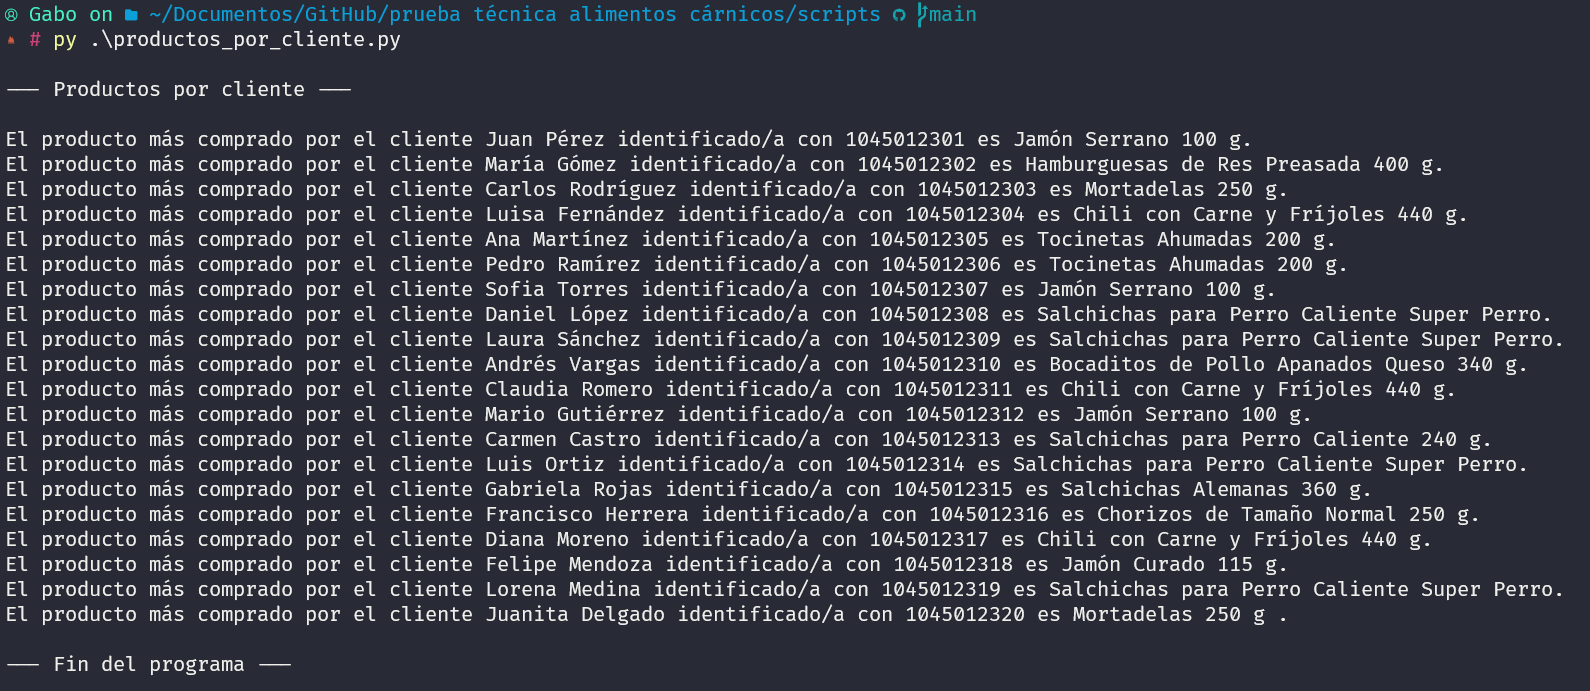 Gabo on ~/Documentos/GitHub/prueba técnica alimentos cárnicos/scripts main
# py .\productos_por_cliente.py
--- Productos por cliente ---
El producto más comprado por el cliente Juan Pérez identificado/a con 1045012301 es Jamón Serrano 100 g.
El producto más comprado por el cliente María Gómez identificado/a con 1045012302 es Hamburguesas de Res Preasada 400 g.
El producto más comprado por el cliente Carlos Rodríguez identificado/a con 1045012303 es Mortadelas 250 g.
El producto más comprado por el cliente Luisa Fernández identificado/a con 1045012304 es Chili con Carne y Fríjoles 440 g.
El producto más comprado por el cliente Ana Martínez identificado/a con 1045012305 es Tocinetas Ahumadas 200 g.
El producto más comprado por el cliente Pedro Ramírez identificado/a con 1045012306 es Tocinetas Ahumadas 200 g.
El producto más comprado por el cliente Sofia Torres identificado/a con 1045012307 es Jamón Serrano 100 g.
El producto más comprado por el cliente Daniel López identificado/a con 1045012308 es Salchichas para Perro Caliente Super Perro.
El producto más comprado por el cliente Laura Sánchez identificado/a con 1045012309 es Salchichas para Perro Caliente Super Perro.
El producto más comprado por el cliente Andrés Vargas identificado/a con 1045012310 es Bocaditos de Pollo Apanados Queso 340 g.
El producto más comprado por el cliente Claudia Romero identificado/a con 1045012311 es Chili con Carne y Fríjoles 440 g.
El producto más comprado por el cliente Mario Gutiérrez identificado/a con 1045012312 es Jamón Serrano 100 g.
El producto más comprado por el cliente Carmen Castro identificado/a con 1045012313 es Salchichas para Perro Caliente 240 g.
El producto más comprado por el cliente Luis Ortiz identificado/a con 1045012314 es Salchichas para Perro Caliente Super Perro.
El producto más comprado por el cliente Gabriela Rojas identificado/a con 1045012315 es Salchichas Alemanas 360 g.
El producto más comprado por el cliente Francisco Herrera identificado/a con 1045012316 es Chorizos de Tamaño Normal 250 g.
El producto más comprado por el cliente Diana Moreno identificado/a con 1045012317 es Chili con Carne y Fríjoles 440 g.
El producto más comprado por el cliente Felipe Mendoza identificado/a con 1045012318 es Jamón Curado 115 g.
El producto más comprado por el cliente Lorena Medina identificado/a con 1045012319 es Salchichas para Perro Caliente Super Perro.
El producto más comprado por el cliente Juanita Delgado identificado/a con 1045012320 es Mortadelas 250 g .
--- Fin del programa ---